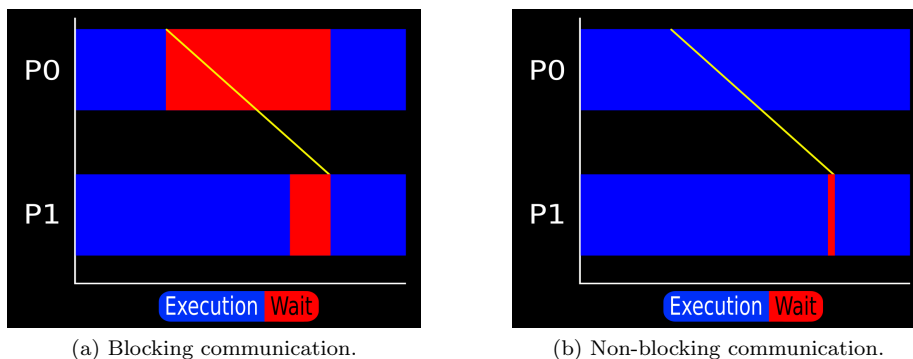 P0
P1
Execution Wait
(a) Blocking communication.
P0
P1
Execution Wait
(b) Non-blocking communication.